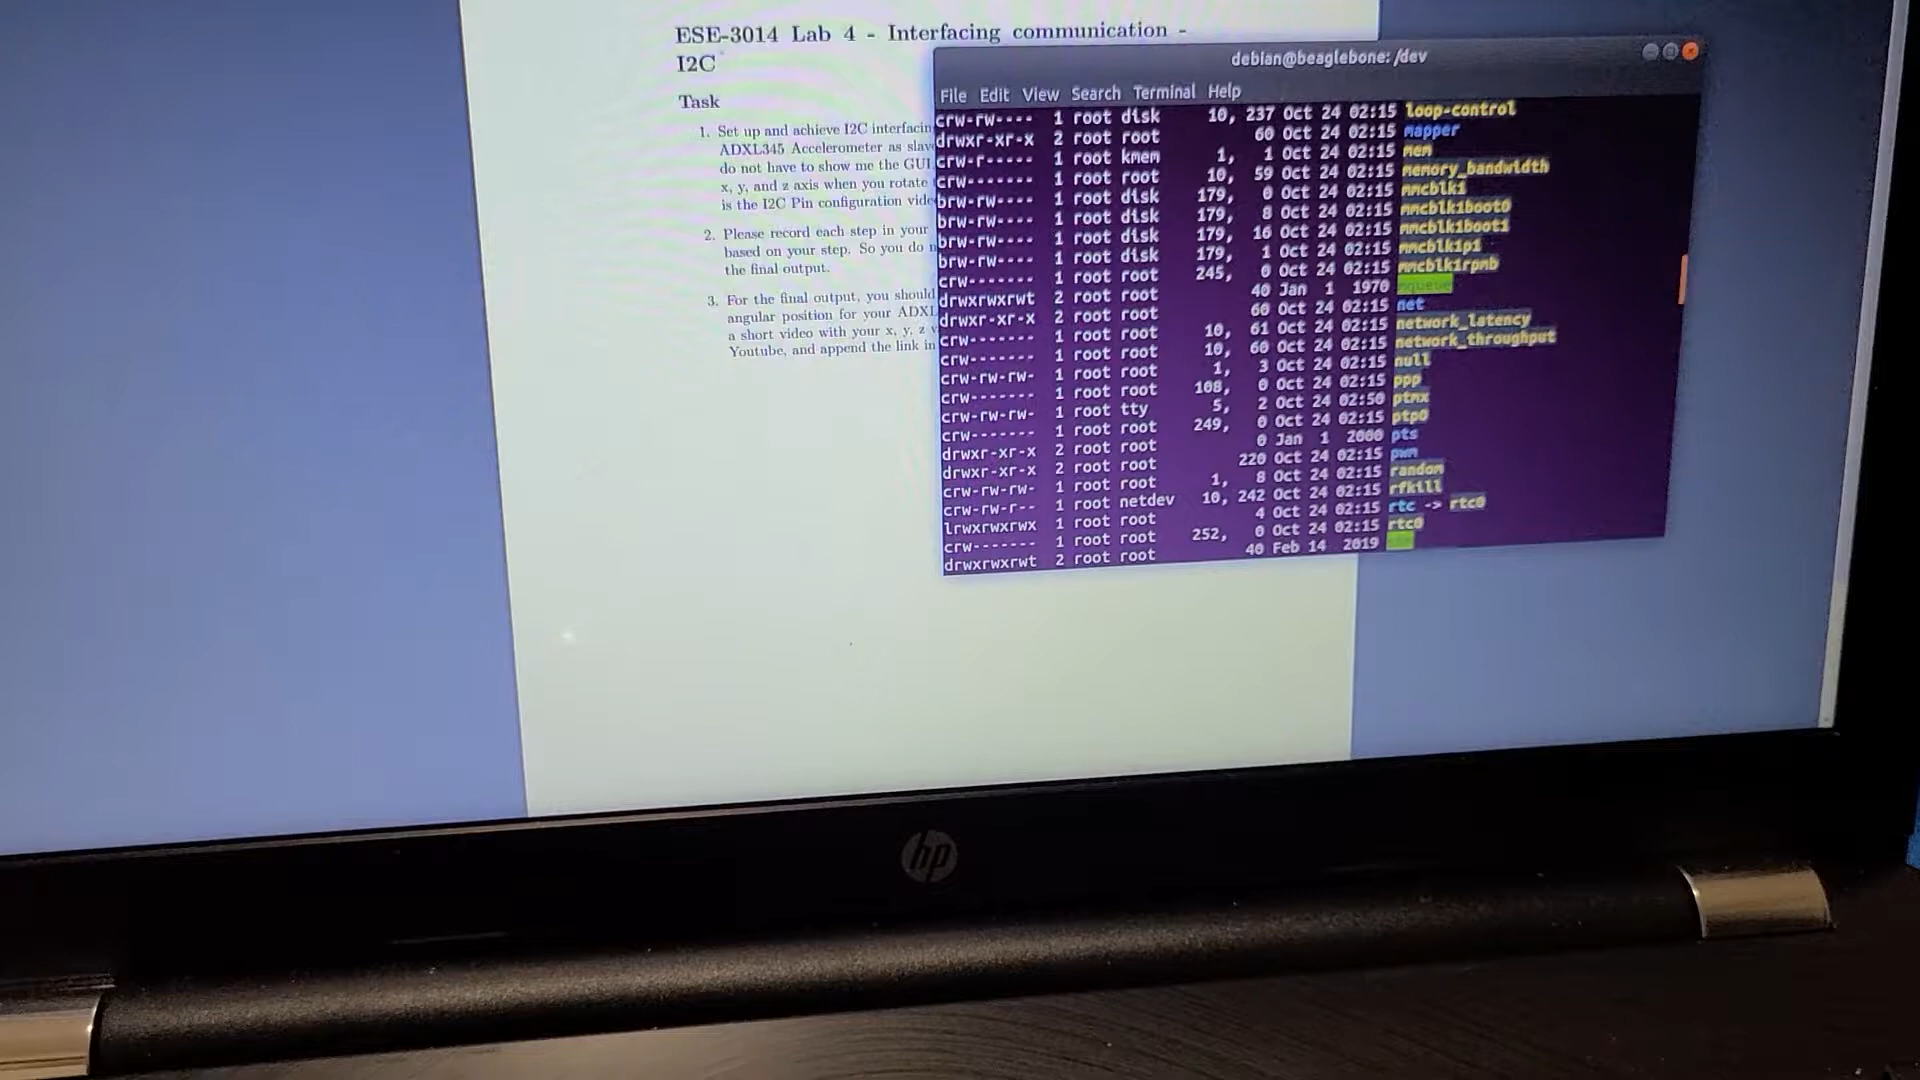 ESE-3014 Lab 4 - Interfacing communication -
I2C
Task
1. Set up and achieve I2C interfacin
ADXL345 Accelerometer as slav
do not have to show me the GUI
x, y, and z axis when you rotate
is the I2C Pin configuration vide
2. Please record each step in your
based on your step. So you do n
the final output.
3. For the final output, you should
angular position for your ADXL
a short video with your x, y, z v
Youtube, and append the link in
debian@beaglebone: /dev
File Edit View Search Terminal Help
crw-rw---- 1 root disk 10, 237 Oct 24 02:15 loop-control
drwxr-xr-x 2 root root 60 Oct 24 02:15 mapper
crw-r----- 1 root kmem 1, 1 Oct 24 02:15 mem
crw------- 1 root root 10, 59 Oct 24 02:15 memory_bandwidth
brw-rw---- 1 root disk 179, 0 Oct 24 02:15 mmcblk1
brw-rw---- 1 root disk 179, 8 Oct 24 02:15 mmcblk1boot0
brw-rw---- 1 root disk 179, 16 Oct 24 02:15 mmcblk1boot1
brw-rw---- 1 root disk 179, 1 Oct 24 02:15 mmcblk1p1
crw------- 1 root root 245, 0 Oct 24 02:15 mmcblk1rpmb
drwxrwxrwt 2 root root 40 Jan 1 1970 mqueue
drwxr-xr-x 2 root root 60 Oct 24 02:15 net
crw------- 1 root root 10, 61 Oct 24 02:15 network_latency
crw------- 1 root root 10, 60 Oct 24 02:15 network_throughput
crw-rw-rw- 1 root root 1, 3 Oct 24 02:15 null
crw------- 1 root root 108, 0 Oct 24 02:15 ppp
crw-rw-rw- 1 root tty 5, 2 Oct 24 02:50 ptmx
crw------- 1 root root 249, 0 Oct 24 02:15 ptp0
drwxr-xr-x 2 root root 0 Jan 1 2000 pts
drwxr-xr-x 2 root root 220 Oct 24 02:15 pwm
crw-rw-rw- 1 root root 1, 8 Oct 24 02:15 random
crw-rw-r-- 1 root netdev 10, 242 Oct 24 02:15 rfkill
lrwxrwxrwx 1 root root 4 Oct 24 02:15 rtc -> rtc0
crw------- 1 root root 252, 0 Oct 24 02:15 rtc0
drwxrwxrwt 2 root root 40 Feb 14 2019
hp